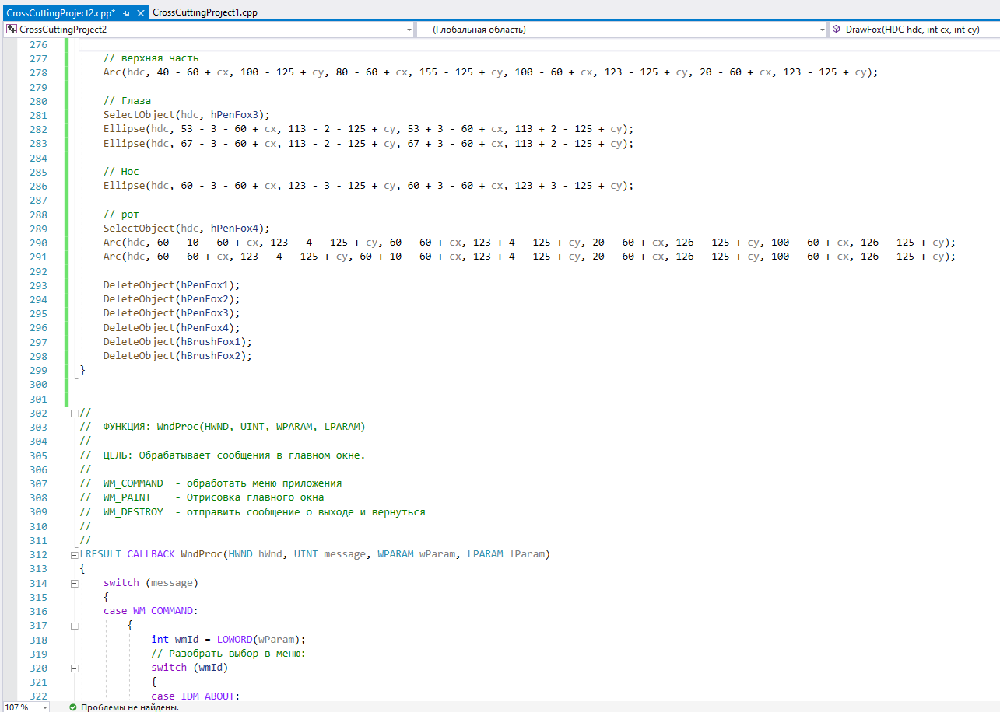 CrossCuttingProject2.cpp* CrossCuttingProject1.cpp
CrossCuttingProject2 (Глобальная область) DrawFox(HDC hdc, int cx, int cy)
276
277 // верхняя часть
278 Arc(hdc, 40 - 60 + cx, 100 - 125 + cy, 80 - 60 + cx, 155 - 125 + cy, 100 - 60 + cx, 123 - 125 + cy, 20 - 60 + cx, 123 - 125 + cy);
279
280 // Глаза
281 SelectObject(hdc, hPenFox3);
282 Ellipse(hdc, 53 - 3 - 60 + cx, 113 - 2 - 125 + cy, 53 + 3 - 60 + cx, 113 + 2 - 125 + cy);
283 Ellipse(hdc, 67 - 3 - 60 + cx, 113 - 2 - 125 + cy, 67 + 3 - 60 + cx, 113 + 2 - 125 + cy);
284
285 // Нос
286 Ellipse(hdc, 60 - 3 - 60 + cx, 123 - 3 - 125 + cy, 60 + 3 - 60 + cx, 123 + 3 - 125 + cy);
287
288 // рот
289 SelectObject(hdc, hPenFox4);
290 Arc(hdc, 60 - 10 - 60 + cx, 123 - 4 - 125 + cy, 60 - 60 + cx, 123 + 4 - 125 + cy, 20 - 60 + cx, 126 - 125 + cy, 100 - 60 + cx, 126 - 125 + cy);
291 Arc(hdc, 60 - 60 + cx, 123 - 4 - 125 + cy, 60 + 10 - 60 + cx, 123 + 4 - 125 + cy, 20 - 60 + cx, 126 - 125 + cy, 100 - 60 + cx, 126 - 125 + cy);
292
293 DeleteObject(hPenFox1);
294 DeleteObject(hPenFox2);
295 DeleteObject(hPenFox3);
296 DeleteObject(hPenFox4);
297 DeleteObject(hBrushFox1);
298 DeleteObject(hBrushFox2);
299 }
300
301
302 //
303 // ФУНКЦИЯ: WndProc(HWND, UINT, WPARAM, LPARAM)
304 //
305 // ЦЕЛЬ: Обрабатывает сообщения в главном окне.
306 //
307 // WM_COMMAND - обработать меню приложения
308 // WM_PAINT - Отрисовка главного окна
309 // WM_DESTROY - отправить сообщение о выходе и вернуться
310 //
311 //
312 LRESULT CALLBACK WndProc(HWND hWnd, UINT message, WPARAM wParam, LPARAM lParam)
313 {
314 switch (message)
315 {
316 case WM_COMMAND:
317 {
318 int wmId = LOWORD(wParam);
319 // Разобрать выбор в меню:
320 switch (wmId)
321 {
322 case IDM_ABOUT:
107 % Проблемы не найдены.